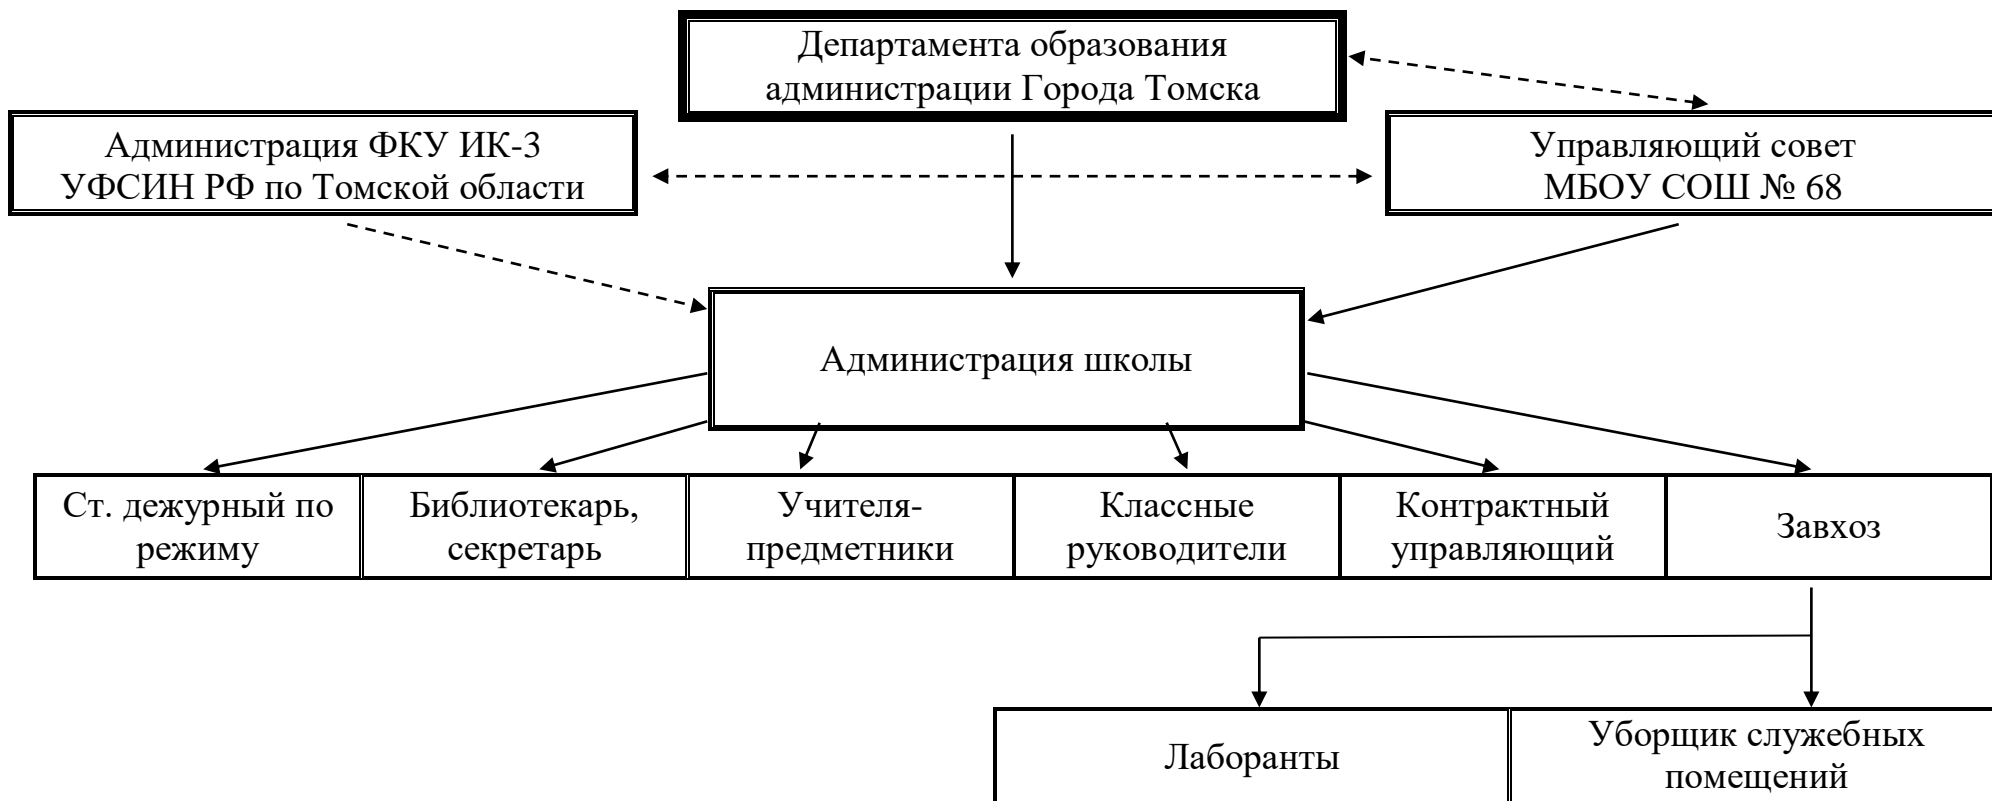 Департамента образования
администрации Города Томска
Администрация ФКУ ИК-3
УФСИН РФ по Томской области
Управляющий совет
МБОУ СОШ № 68
Администрация школы
Ст. дежурный по
режиму
Библиотекарь,
секретарь
Учителя-
предметники
Классные
руководители
Контрактный
управляющий
Завхоз
Лаборанты
Уборщик служебных
помещений